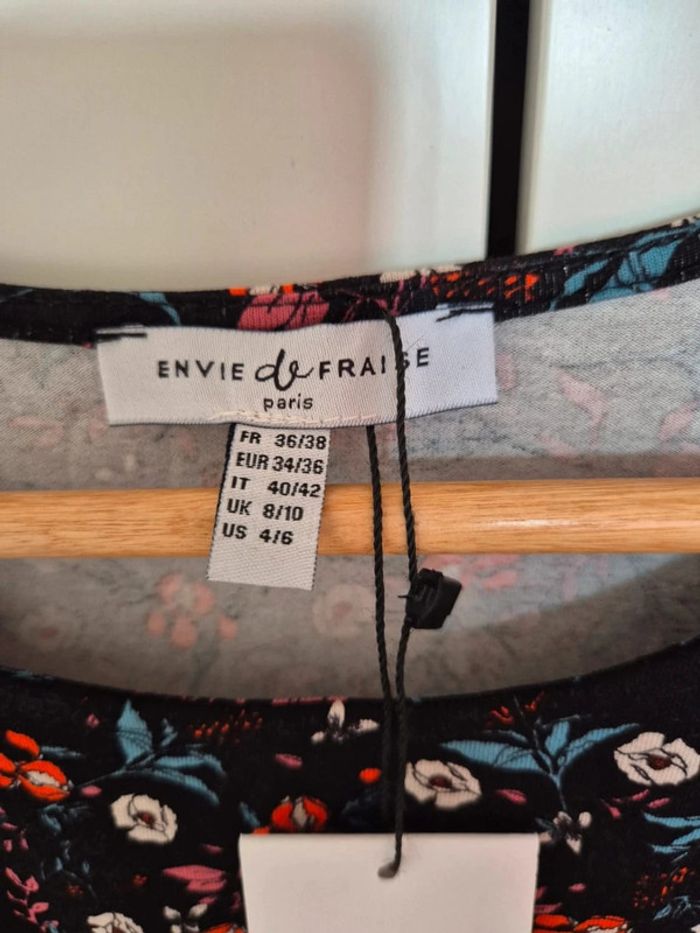 ENVIE de FRAISE
paris
FR 36/38
EUR 34/36
IT 40/42
UK 8/10
US 4/6